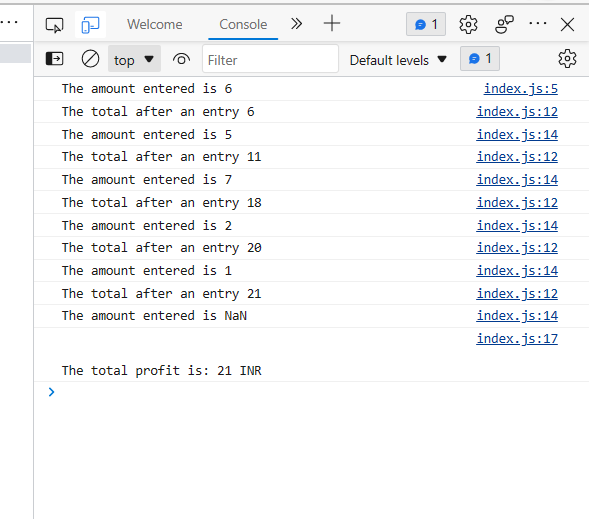 Welcome Console 1
top Filter Default levels 1
The amount entered is 6 index.js:5
The total after an entry 6 index.js:12
The amount entered is 5 index.js:14
The total after an entry 11 index.js:12
The amount entered is 7 index.js:14
The total after an entry 18 index.js:12
The amount entered is 2 index.js:14
The total after an entry 20 index.js:12
The amount entered is 1 index.js:14
The total after an entry 21 index.js:12
The amount entered is NaN index.js:14
index.js:17
The total profit is: 21 INR